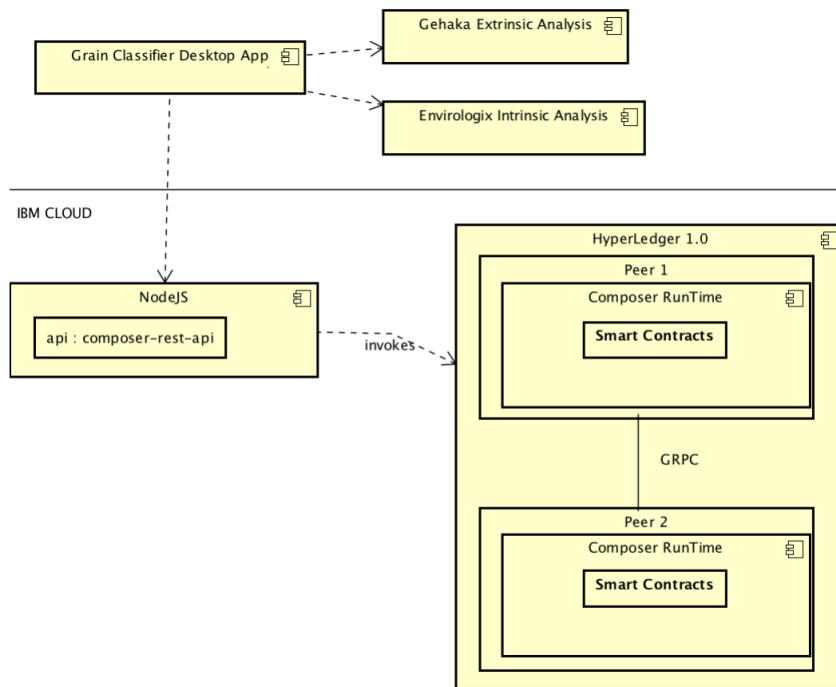 Gehaka Extrinsic Analysis
Grain Classifier Desktop App
Envirologix Intrinsic Analysis
IBM CLOUD
HyperLedger 1.0
Peer 1
NodeJS
Composer RunTime
api : composer-rest-api
Smart Contracts
invokes
GRPC
Peer 2
Composer RunTime
Smart Contracts